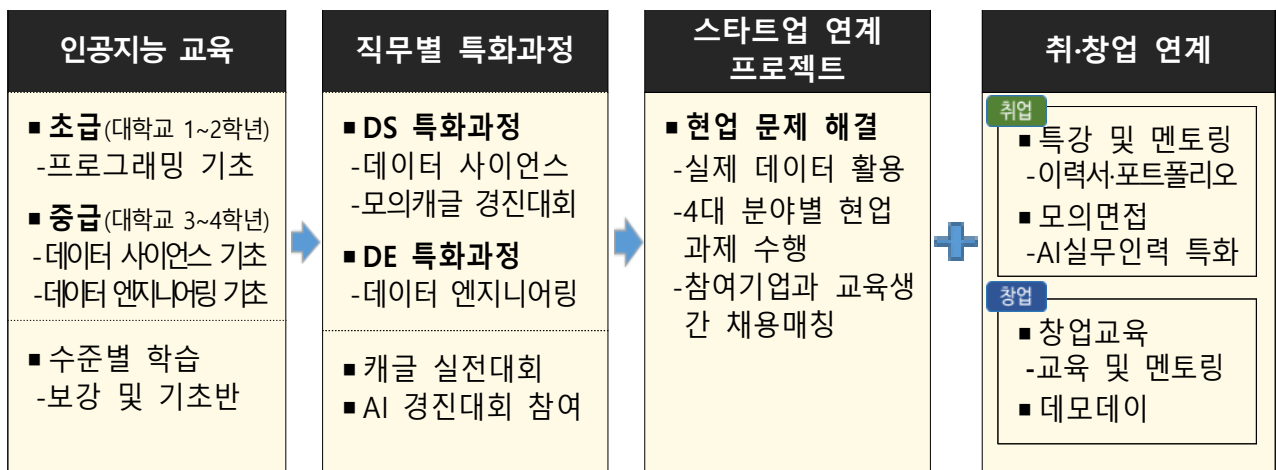 인공지능 교육
■ 초급(대학교 1~2학년)
-프로그래밍 기초
■ 중급(대학교 3~4학년)
-데이터 사이언스 기초
-데이터 엔지니어링 기초
■ 수준별 학습
-보강 및 기초반
직무별 특화과정
■ DS 특화과정
-데이터 사이언스
-모의캐글 경진대회
■ DE 특화과정
-데이터 엔지니어링
■ 캐글 실전대회
■ AI 경진대회 참여
스타트업 연계
프로젝트
■ 현업 문제 해결
-실제 데이터 활용
-4대 분야별 현업
과제 수행
-참여기업과 교육생
간 채용매칭
취·창업 연계
취업
■ 특강 및 멘토링
-이력서·포트폴리오
■ 모의면접
-AI실무인력 특화
창업
■ 창업교육
-교육 및 멘토링
■ 데모데이